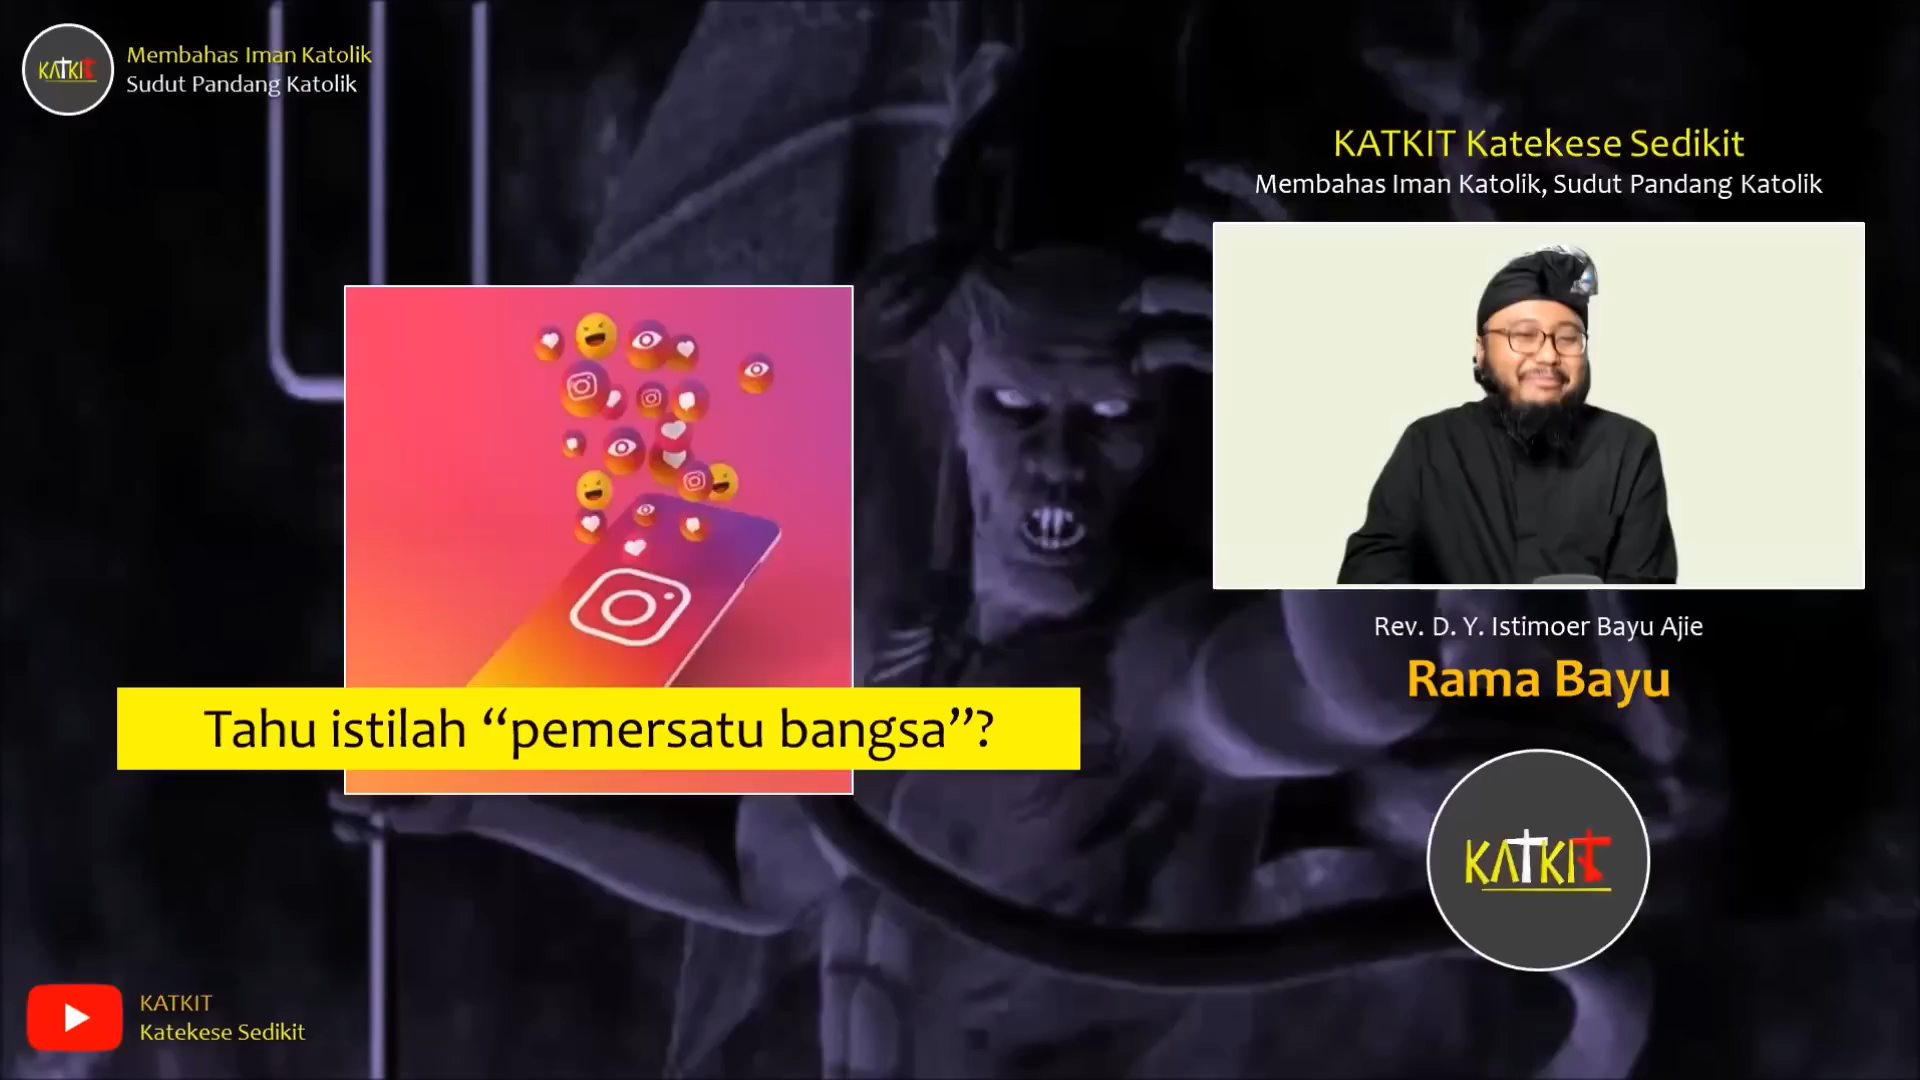 KATKIT
Membahas Iman Katolik
Sudut Pandang Katolik
KATKIT Katekese Sedikit
Membahas Iman Katolik, Sudut Pandang Katolik
Tahu istilah “pemersatu bangsa”?
Rev. D. Y. Istimoer Bayu Ajie
Rama Bayu
KATKIT
KATKIT
Katekese Sedikit